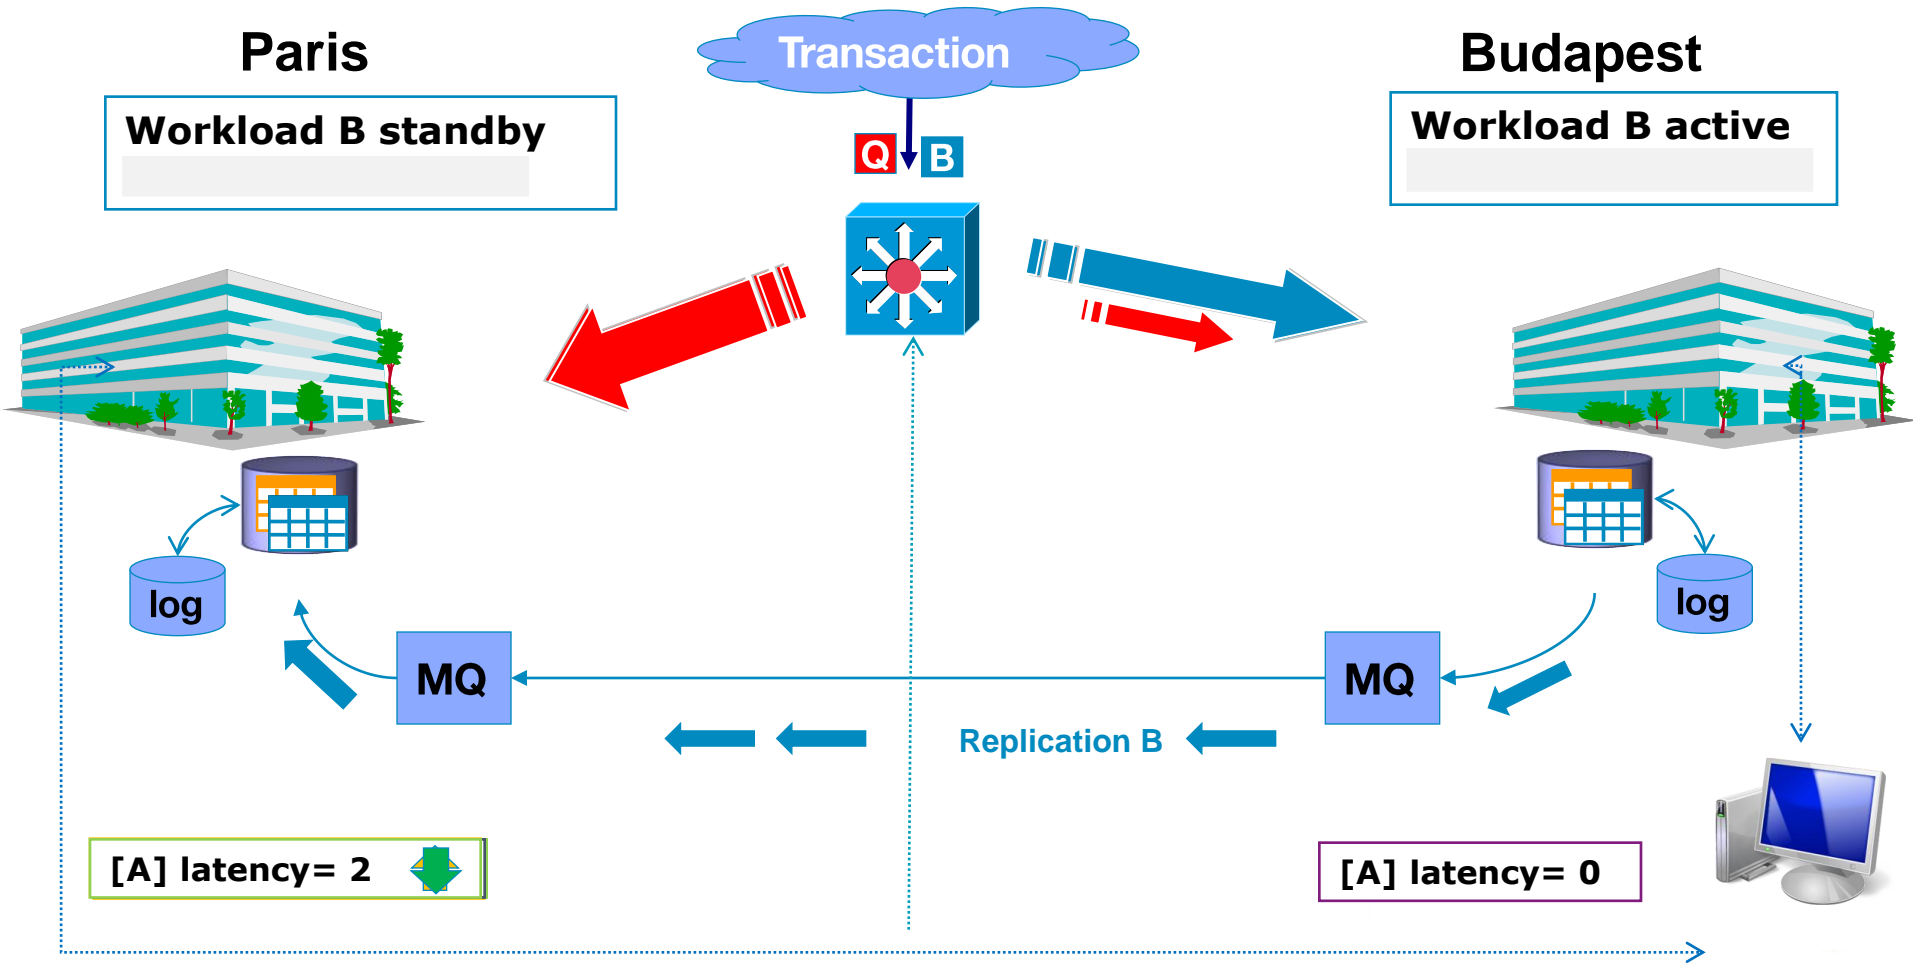 Paris
Transaction
Budapest
Workload B standby
Workload B active
Q
B
log
log
MQ
MQ
Replication B
[A] latency= 2
[A] latency= 0